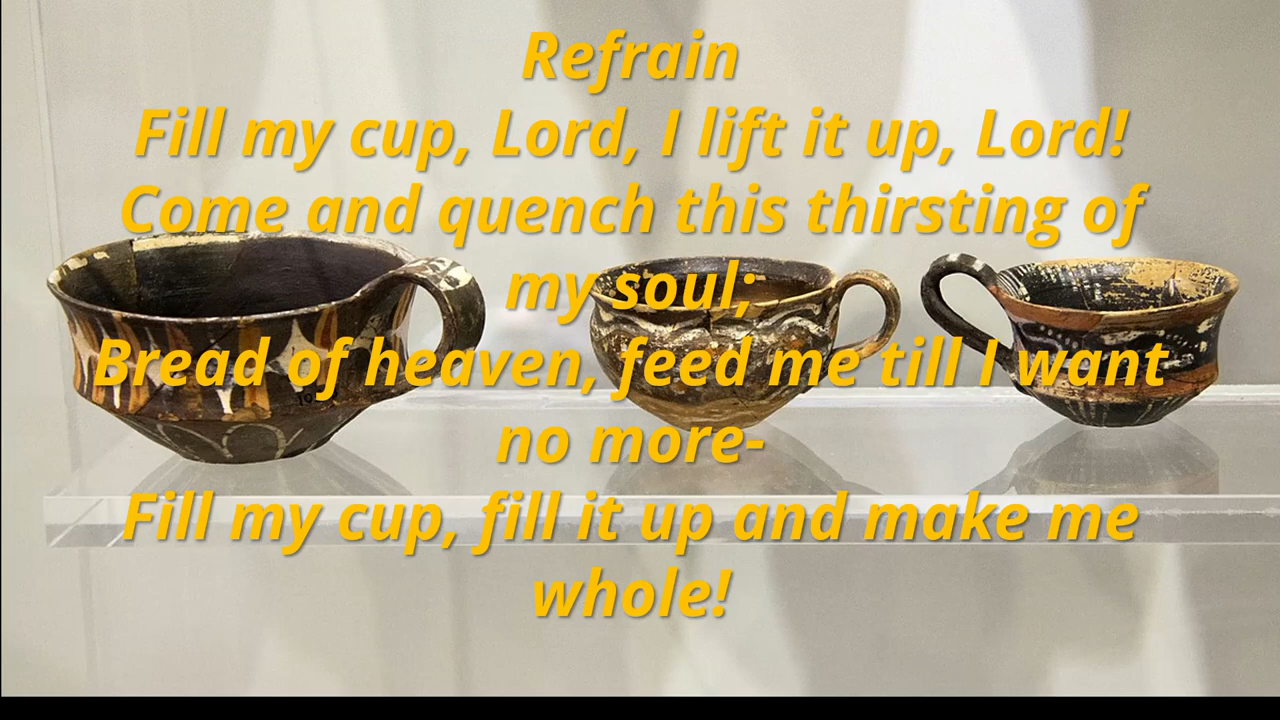 Refrain
Fill my cup, Lord, I lift it up, Lord!
Come and quench this thirsting of
my soul;
Bread of heaven, feed me till I want
no more-
Fill my cup, fill it up and make me
whole!